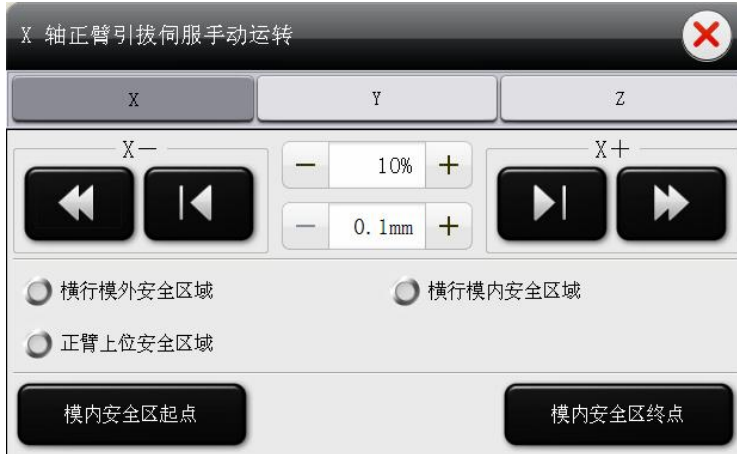 X 轴正臂引拔伺服手动运转
X Y Z
X－ X＋
－ 10% ＋
－ 0.1mm ＋
横行模外安全区域 横行模内安全区域
正臂上位安全区域
模内安全区起点 模内安全区终点